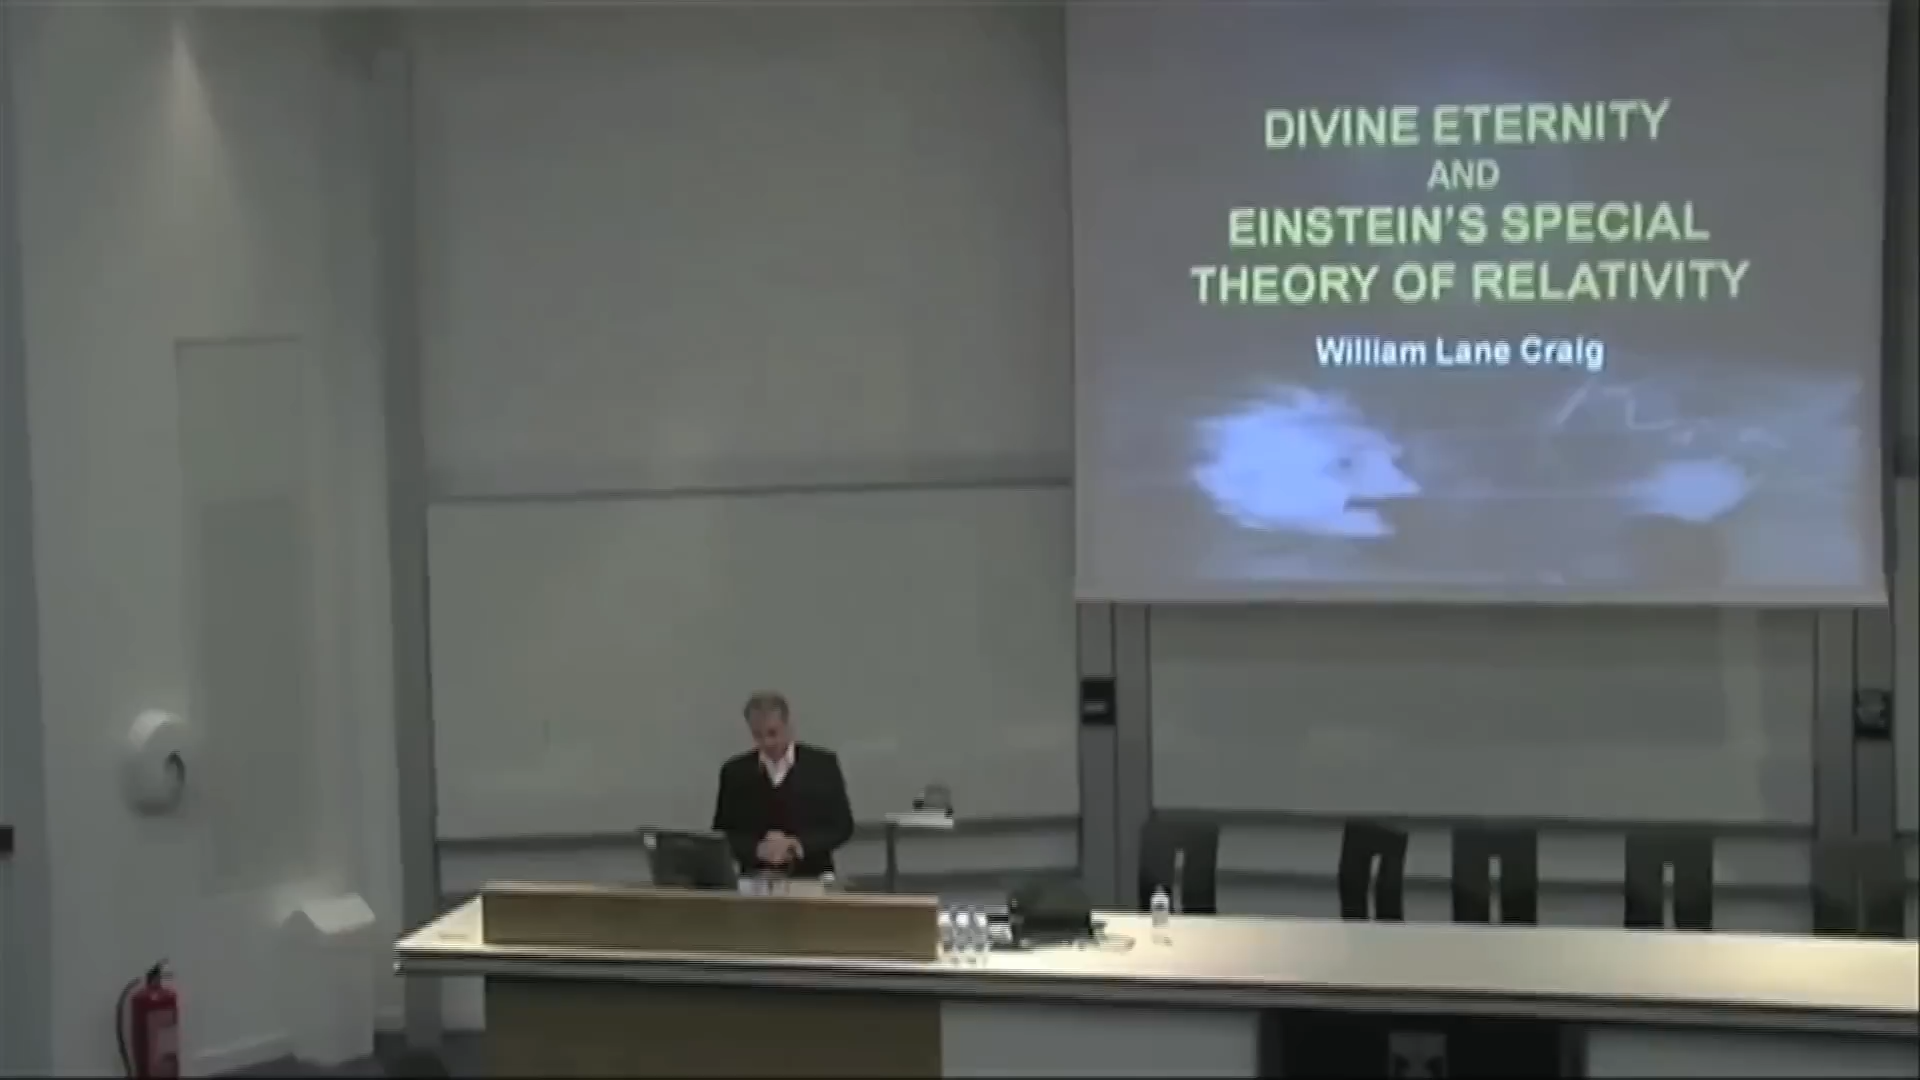 DIVINE ETERNITY
AND
EINSTEIN'S SPECIAL
THEORY OF RELATIVITY
William Lane Craig